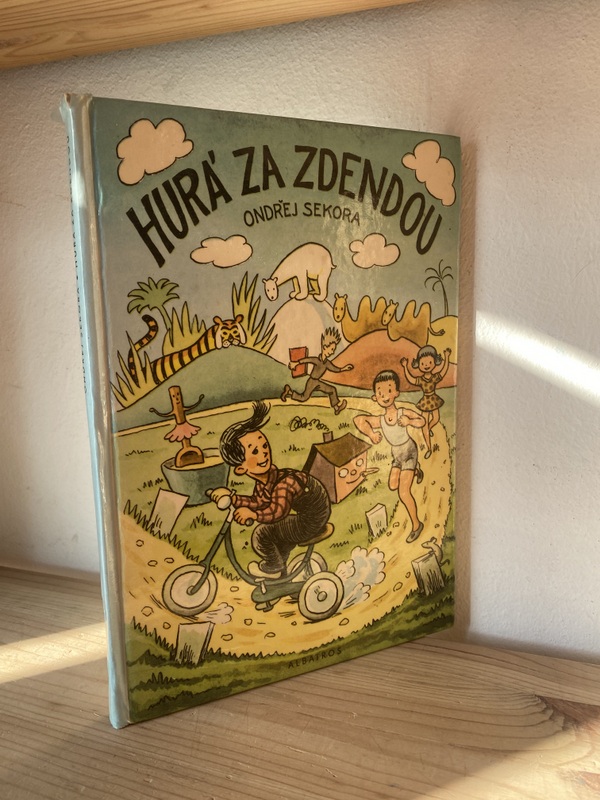 HURÁ ZA ZDENDOU
ONDŘEJ SEKORA
ALBATROS